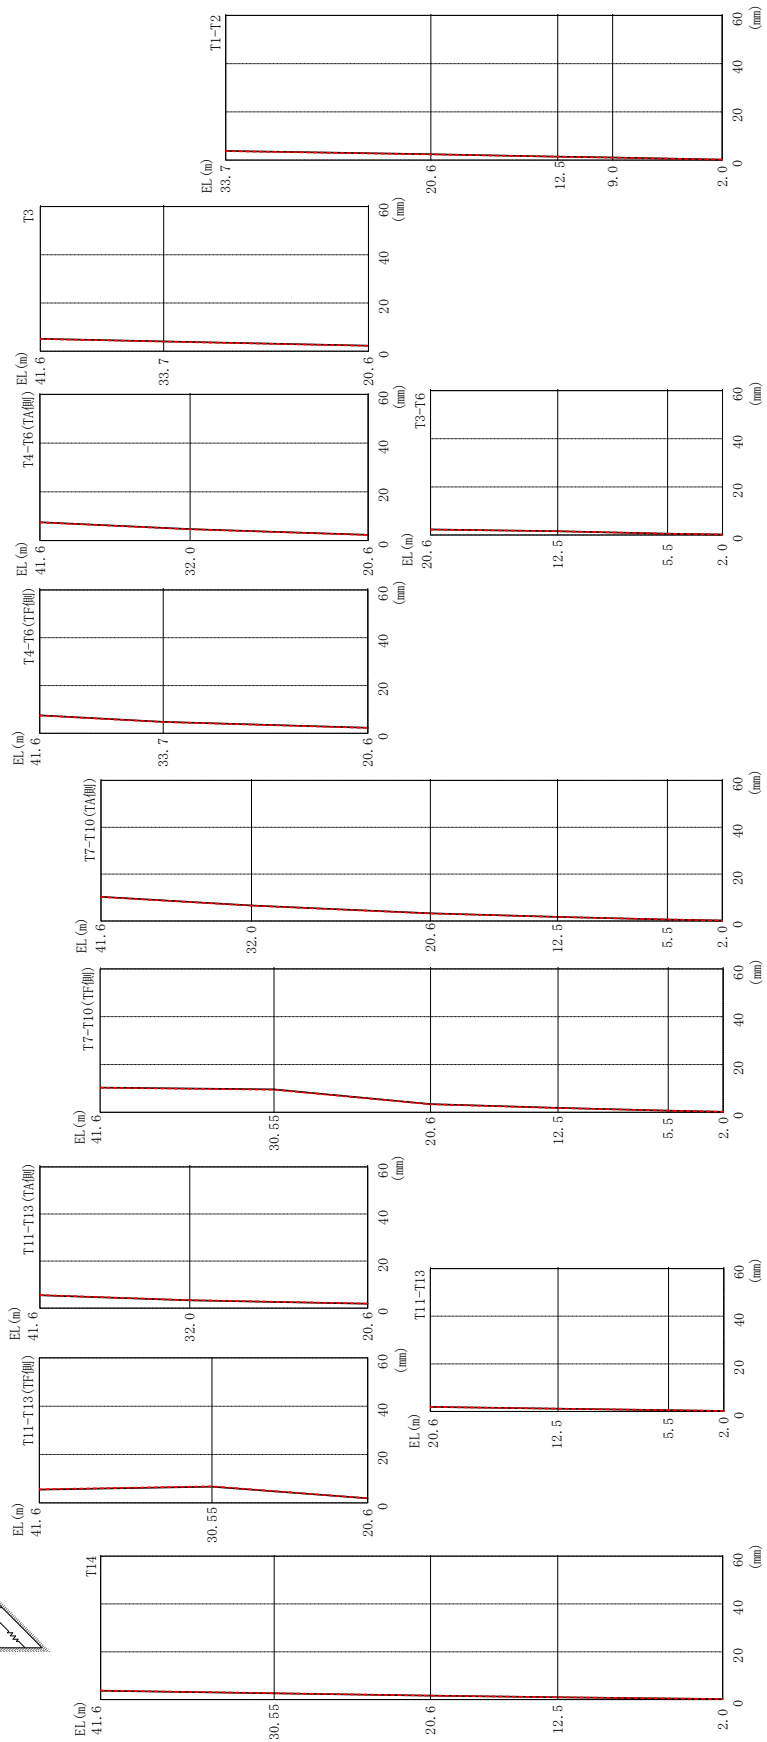 T14
EL(m)
41.6
30.55
20.6
12.5
2.0
0
20
40
60
(mm)
T11-T13(TF側)
EL(m)
41.6
30.55
20.6
0
20
40
60
(mm)
T11-T13(TA側)
EL(m)
41.6
32.0
20.6
0
20
40
60
(mm)
T11-T13
EL(m)
20.6
12.5
5.5
2.0
0
20
40
60
(mm)
T7-T10(TF側)
EL(m)
41.6
30.55
20.6
12.5
5.5
2.0
0
20
40
60
(mm)
T7-T10(TA側)
EL(m)
41.6
32.0
20.6
12.5
5.5
2.0
0
20
40
60
(mm)
T4-T6(TF側)
EL(m)
41.6
33.7
20.6
0
20
40
60
(mm)
T4-T6(TA側)
EL(m)
41.6
32.0
20.6
0
20
40
60
(mm)
T3-T6
EL(m)
20.6
12.5
5.5
2.0
0
20
40
60
(mm)
T3
EL(m)
41.6
33.7
20.6
0
20
40
60
(mm)
T1-T2
EL(m)
33.7
20.6
12.5
9.0
2.0
0
20
40
60
(mm)